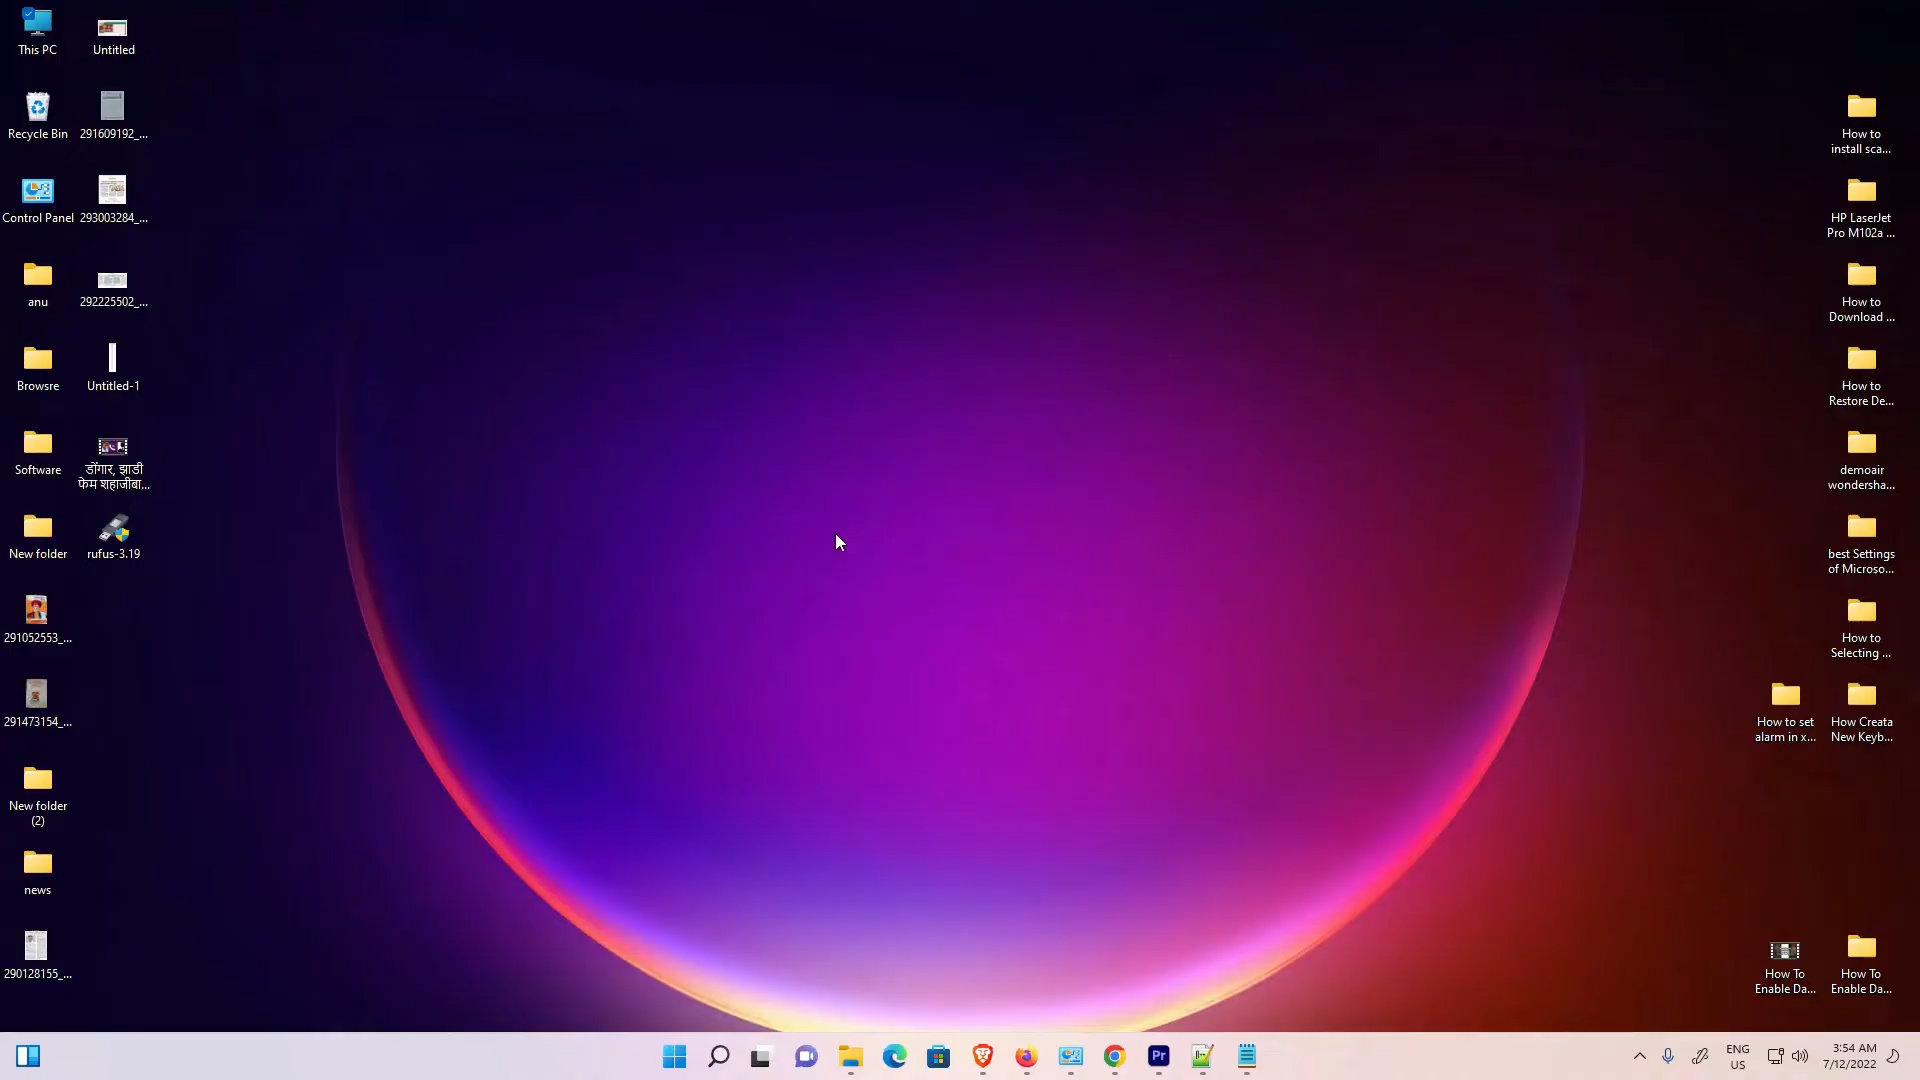 This PC
Untitled
Recycle Bin
291609192_...
Control Panel
293003284_...
anu
292225502_...
Browsre
Untitled-1
Software
डोंगार, झाडी
फेम शहाजीबा...
New folder
rufus-3.19
291052553_...
291473154_...
New folder
(2)
news
290128155_...
How to
install sca...
HP LaserJet
Pro M102a ...
How to
Download ...
How to
Restore De...
demoair
wondersha...
best Settings
of Microso...
How to
Selecting ...
How to set
alarm in x...
How Creata
New Keyb...
How To
Enable Da...
How To
Enable Da...
Pr
ENG
US
3:54 AM
7/12/2022